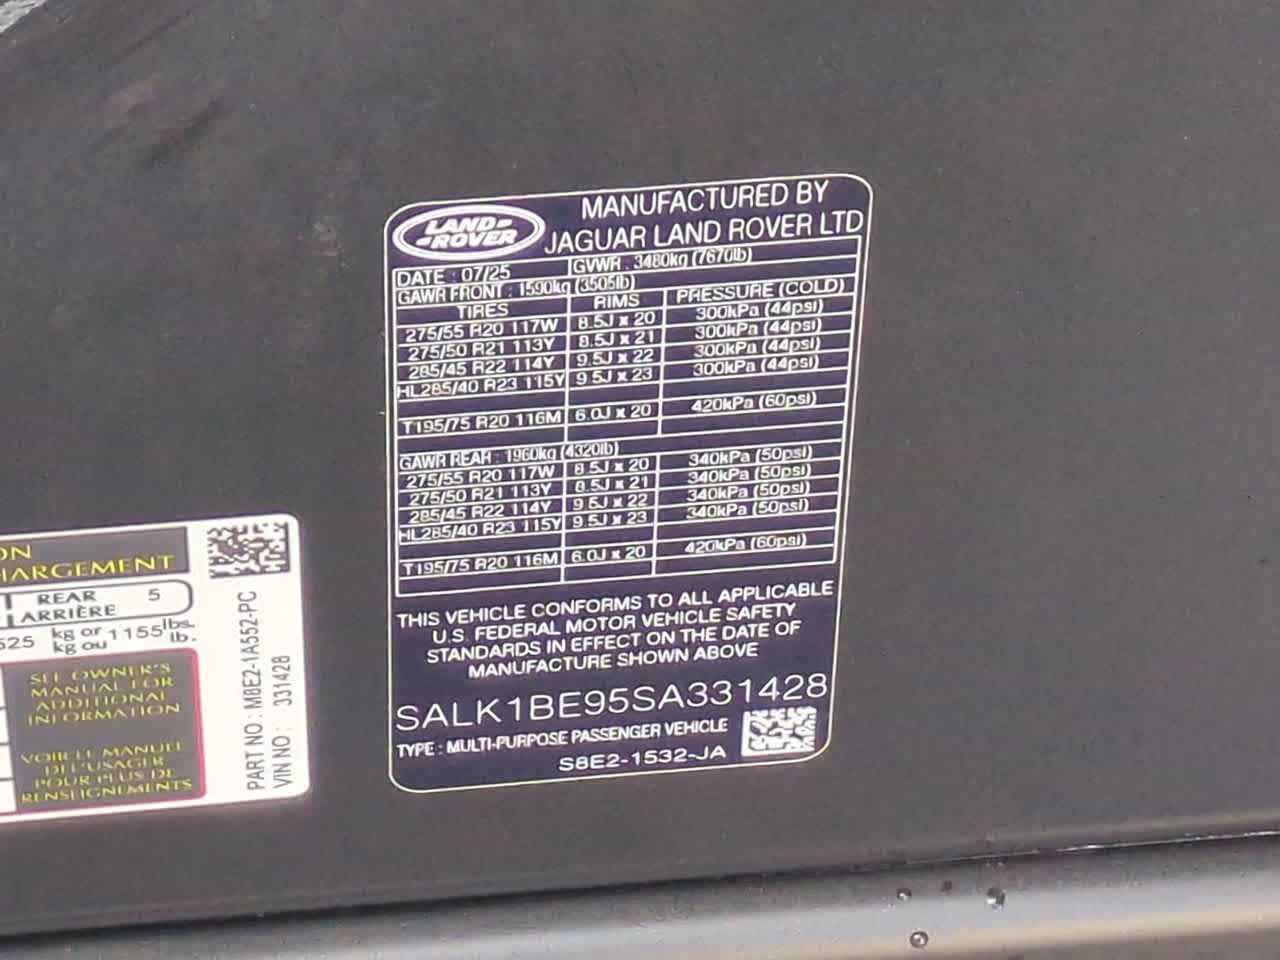 LAND-
-ROVER
MANUFACTURED BY
JAGUAR LAND ROVER LTD
DATE : 07/25 GVWR : 3480kg (7670lb)
GAWR FRONT : 1590kg (3505lb)
TIRES RIMS PRESSURE (COLD)
275/55 R20 117W 8.5J x 20 300kPa (44psi)
275/50 R21 113Y 8.5J x 21 300kPa (44psi)
285/45 R22 114Y 9.5J x 22 300kPa (44psi)
HL285/40 R23 115Y 9.5J x 23 300kPa (44psi)
T195/75 R20 116M 6.0J x 20 420kPa (60psi)
GAWR REAR : 1960kg (4320lb)
275/55 R20 117W 8.5J x 20 340kPa (50psi)
275/50 R21 113Y 8.5J x 21 340kPa (50psi)
285/45 R22 114Y 9.5J x 22 340kPa (50psi)
HL285/40 R23 115Y 9.5J x 23 340kPa (50psi)
T195/75 R20 116M 6.0J x 20 420kPa (60psi)
THIS VEHICLE CONFORMS TO ALL APPLICABLE
U.S. FEDERAL MOTOR VEHICLE SAFETY
STANDARDS IN EFFECT ON THE DATE OF
MANUFACTURE SHOWN ABOVE
SALK1BE95SA331428
TYPE : MULTI-PURPOSE PASSENGER VEHICLE
S8E2-1532-JA
ON
HARGEMENT
REAR 5
ARRIÈRE
525 kg or 1155 lbs.
kg ou lb.
SEE OWNER'S
MANUAL FOR
ADDITIONAL
INFORMATION
VOIR LE MANUEL
DE L'USAGER
POUR PLUS DE
RENSEIGNEMENTS
PART NO : M8E2-1A552-PC
VIN NO : 331428